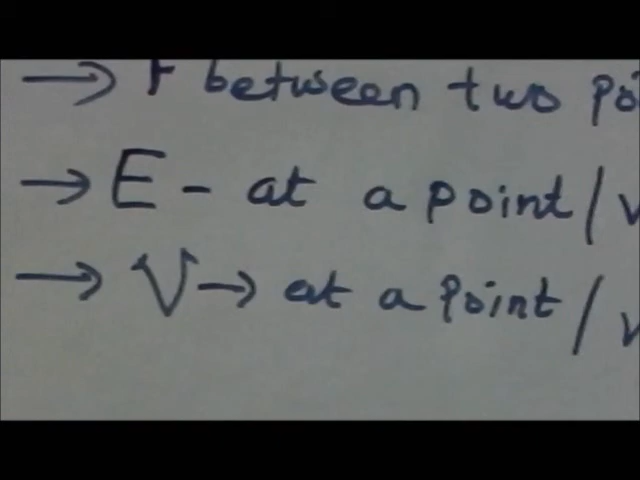 → F between two
→ E - at a point /
→ V → at a point /